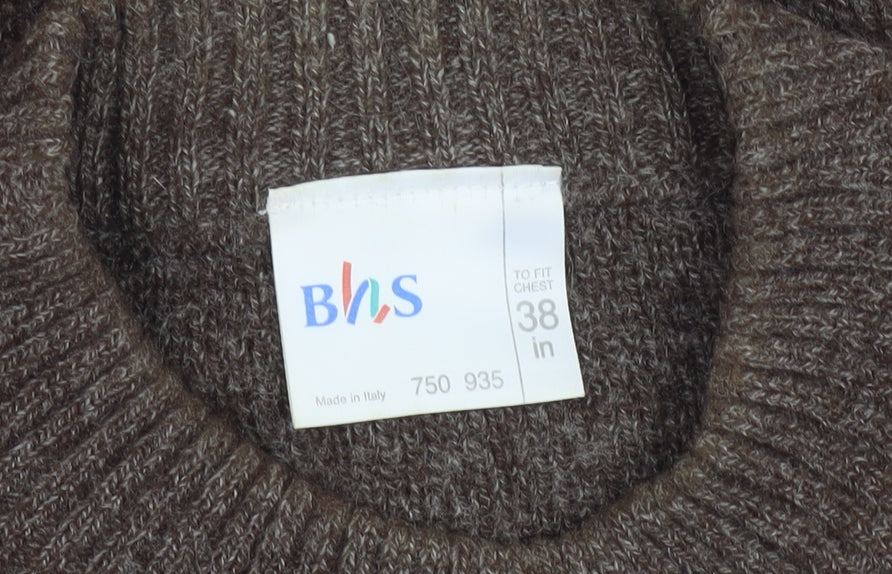 BhS
TO FIT
CHEST
38
in
Made in Italy
750 935